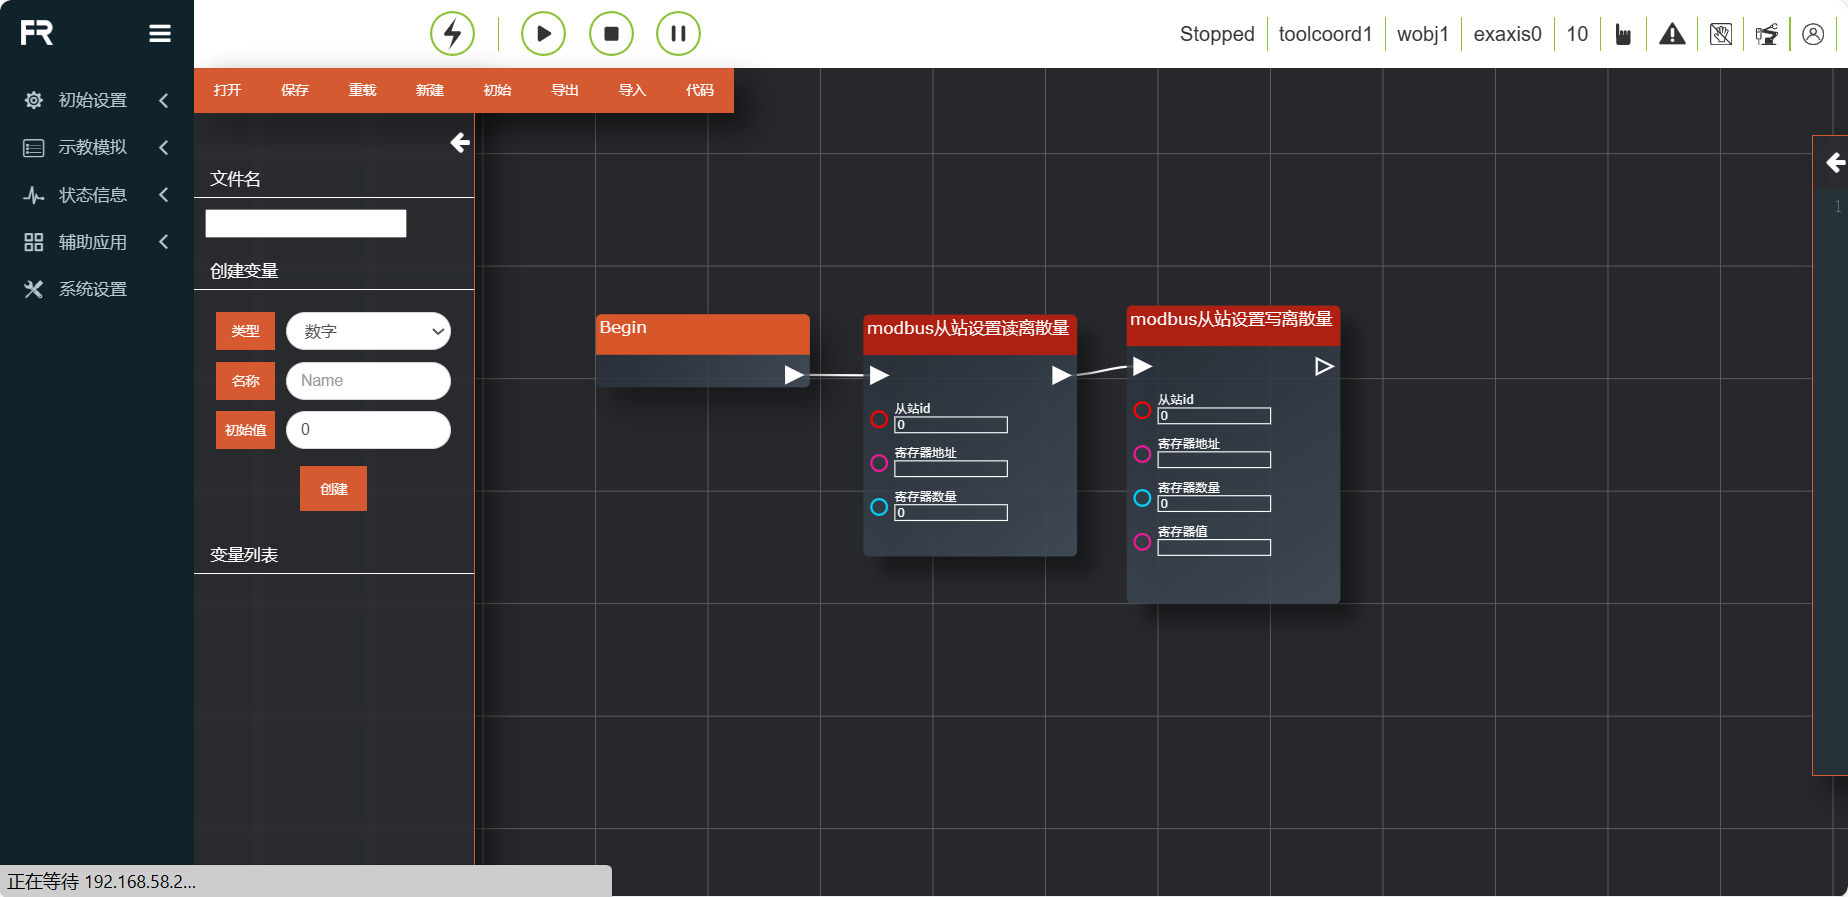 FR
Stopped
toolcoord1
wobj1
exaxis0
10
初始设置
示教模拟
状态信息
辅助应用
系统设置
打开
保存
重载
新建
初始
导出
导入
代码
文件名
创建变量
类型
数字
名称
Name
初始值
0
创建
变量列表
Begin
modbus从站设置读离散量
从站id
0
寄存器地址
寄存器数量
0
modbus从站设置写离散量
从站id
0
寄存器地址
寄存器数量
0
寄存器值
1
正在等待 192.168.58.2...